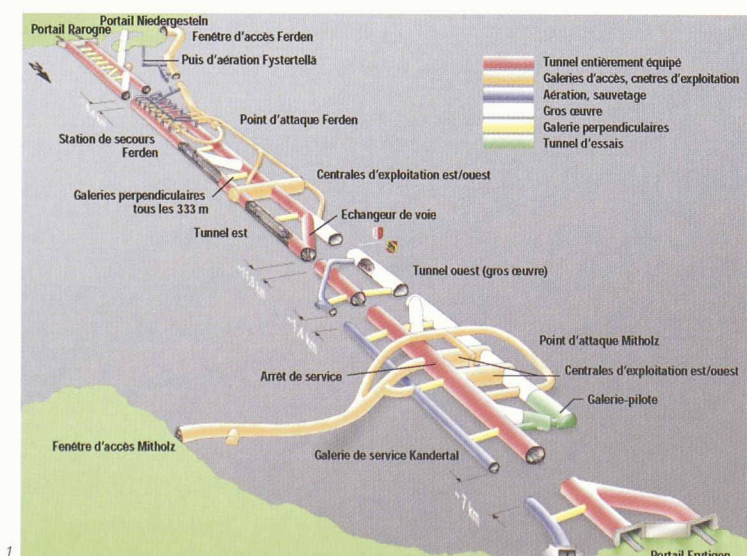 Portail Niedergesteln
Portail Rarogne
Fenêtre d'accès Ferden
Puis d'aération Fystertellä
Tunnel entièrement équipé
Galeries d'accès, cnetres d'exploitation
Aération, sauvetage
Gros œuvre
Galerie perpendiculaires
Tunnel d'essais
Point d'attaque Ferden
Station de secours
Ferden
Centrales d'exploitation est/ouest
Galeries perpendiculaires
tous les 333 m
Echangeur de voie
Tunnel est
Tunnel ouest (gros œuvre)
Point d'attaque Mitholz
Arrêt de service
Centrales d'exploitation est/ouest
Galerie-pilote
Fenêtre d'accès Mitholz
Galerie de service Kandertal
~7 km
1
Portail Frutigen